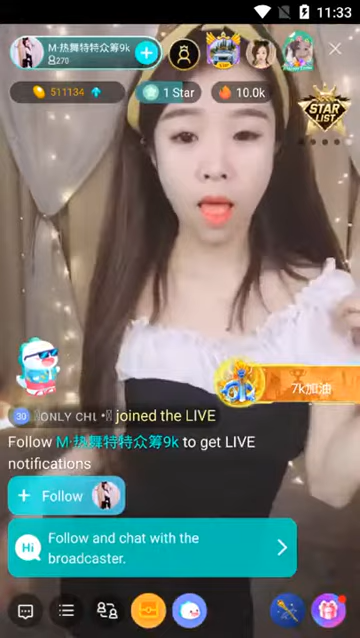 11:33
M·热舞特特众筹9k
270
511134
1 Star
10.0k
STAR
LIST
7k加油
30
joined the LIVE
Follow M·热舞特特众筹9k to get LIVE
notifications
+ Follow
Hi
Follow and chat with the
broadcaster.